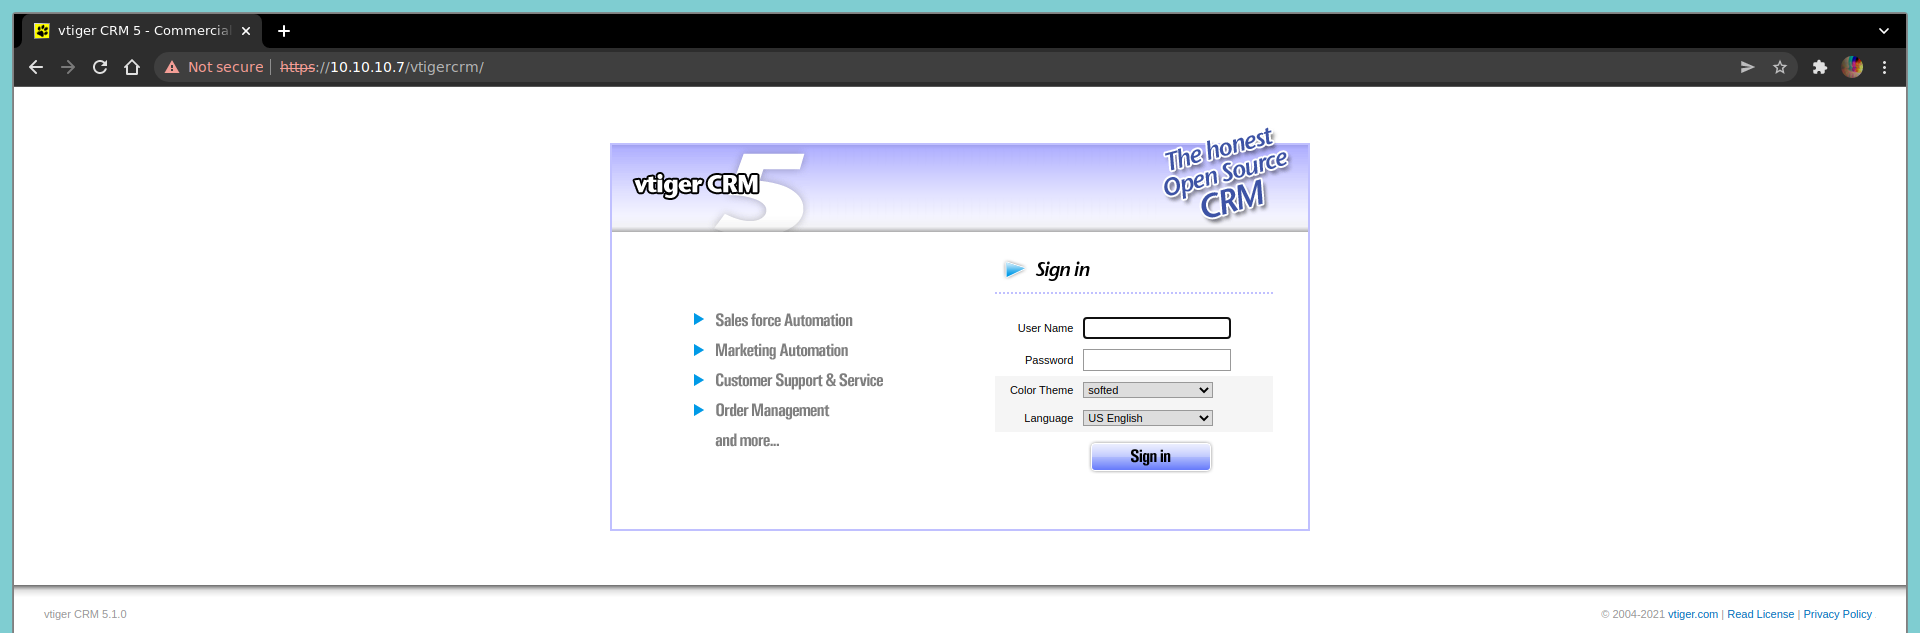 vtiger CRM 5 - Commercial
Not secure | https://10.10.10.7/vtigercrm/
vtiger CRM 5
The honest
Open Source
CRM
Sign in
Sales force Automation
Marketing Automation
Customer Support & Service
Order Management
and more...
User Name
Password
Color Theme softed
Language US English
Sign in
vtiger CRM 5.1.0
© 2004-2021 vtiger.com | Read License | Privacy Policy